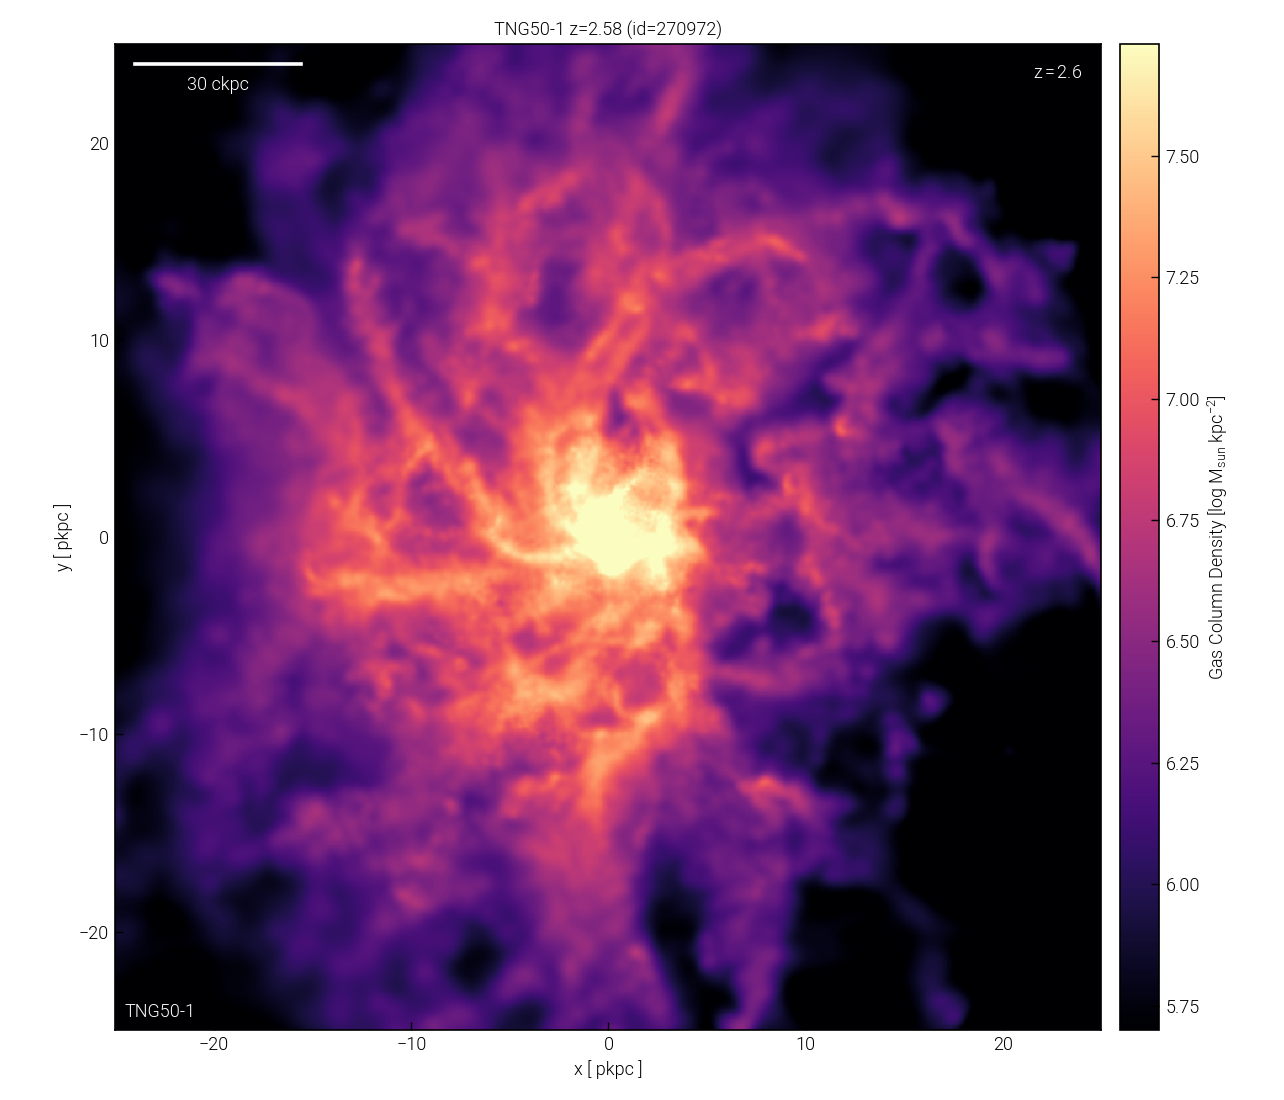 TNG50-1 z=2.58 (id=270972)
30 ckpc
z=2.6
TNG50-1
20
10
0
−10
−20
y [ pkpc ]
−20
−10
0
10
20
x [ pkpc ]
7.50
7.25
7.00
6.75
6.50
6.25
6.00
5.75
Gas Column Density [log M_sun kpc⁻²]